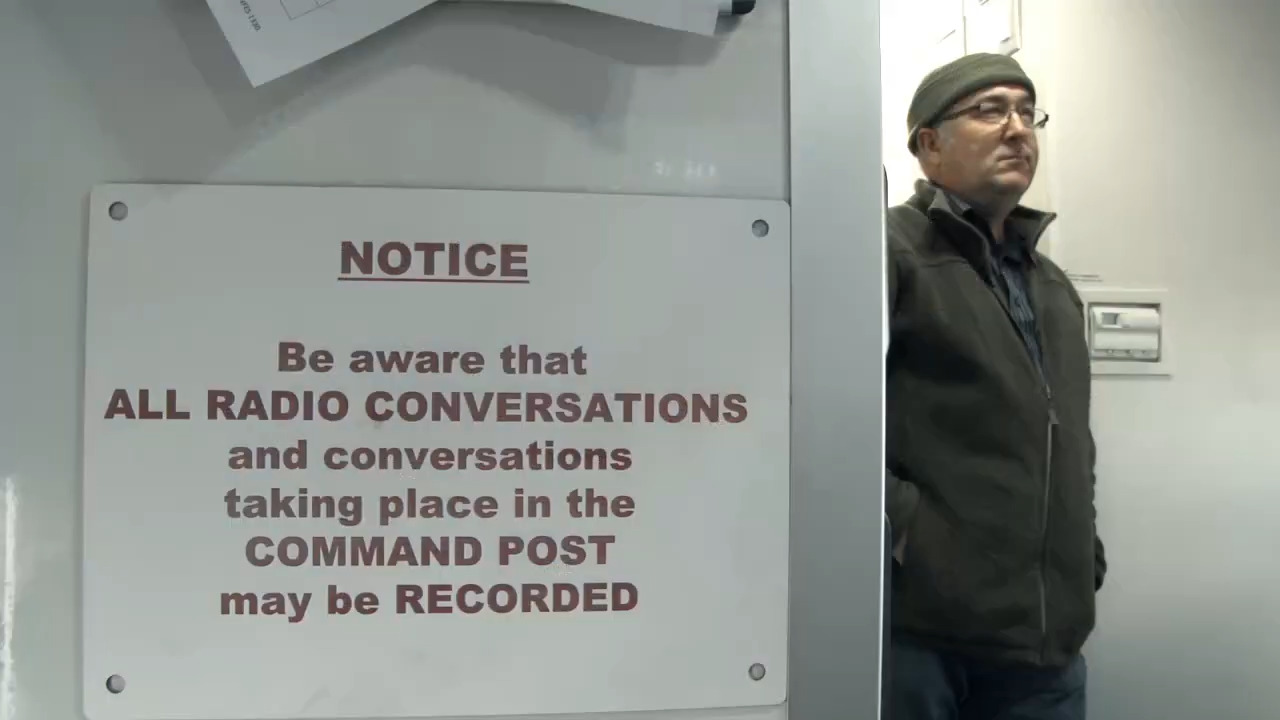 NOTICE
Be aware that
ALL RADIO CONVERSATIONS
and conversations
taking place in the
COMMAND POST
may be RECORDED